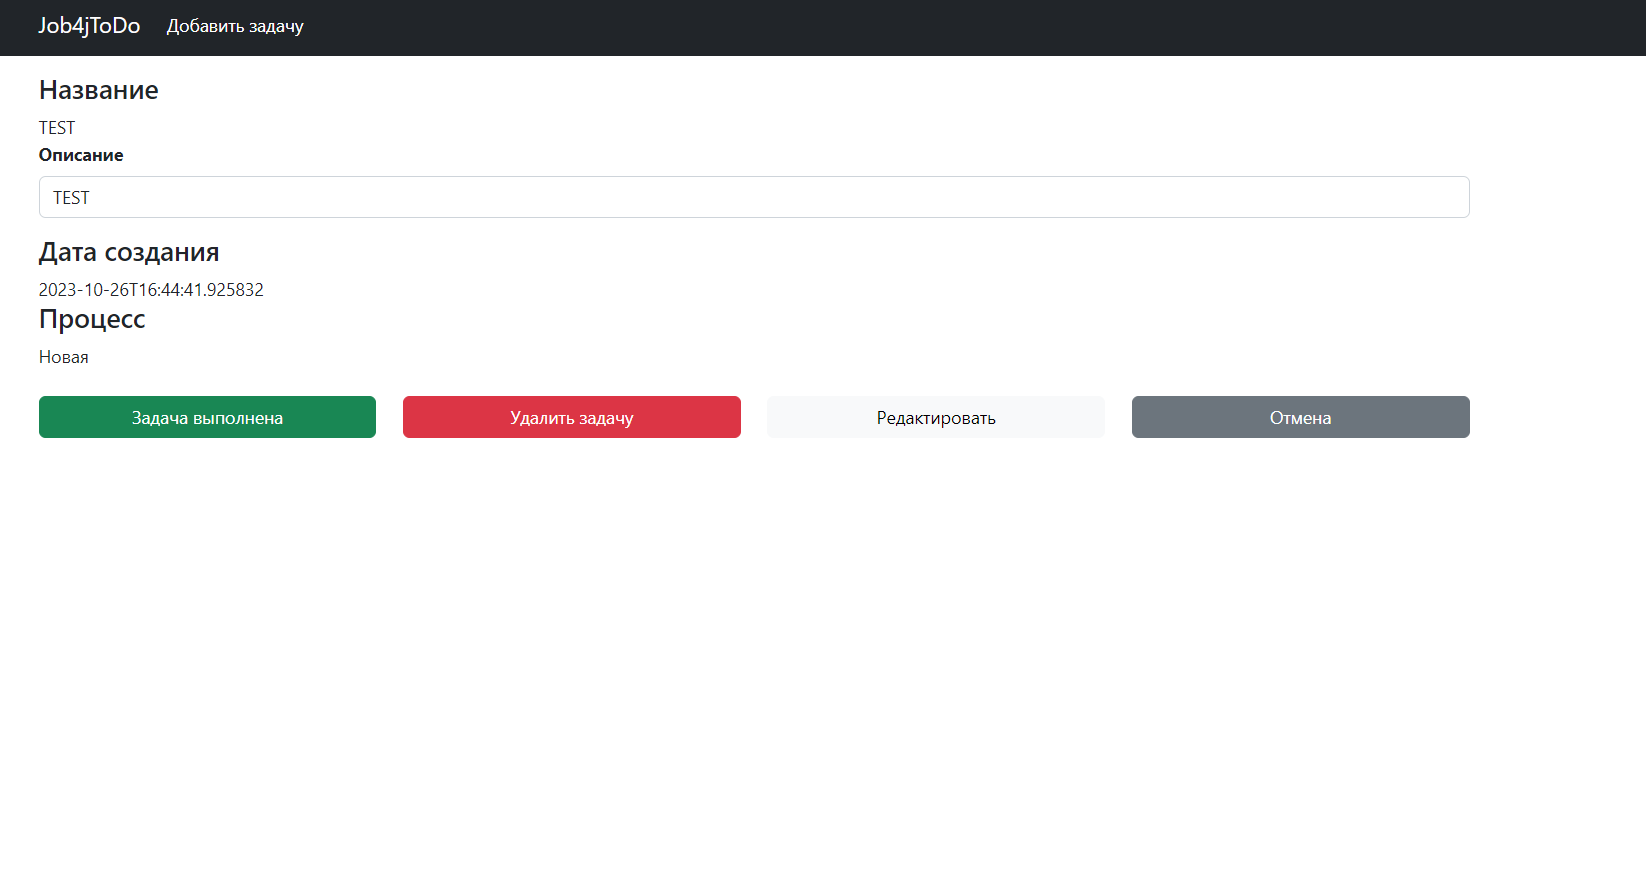 Job4jToDo Добавить задачу
Название
TEST
Описание
TEST
Дата создания
2023-10-26T16:44:41.925832
Процесс
Новая
Задача выполнена Удалить задачу Редактировать Отмена